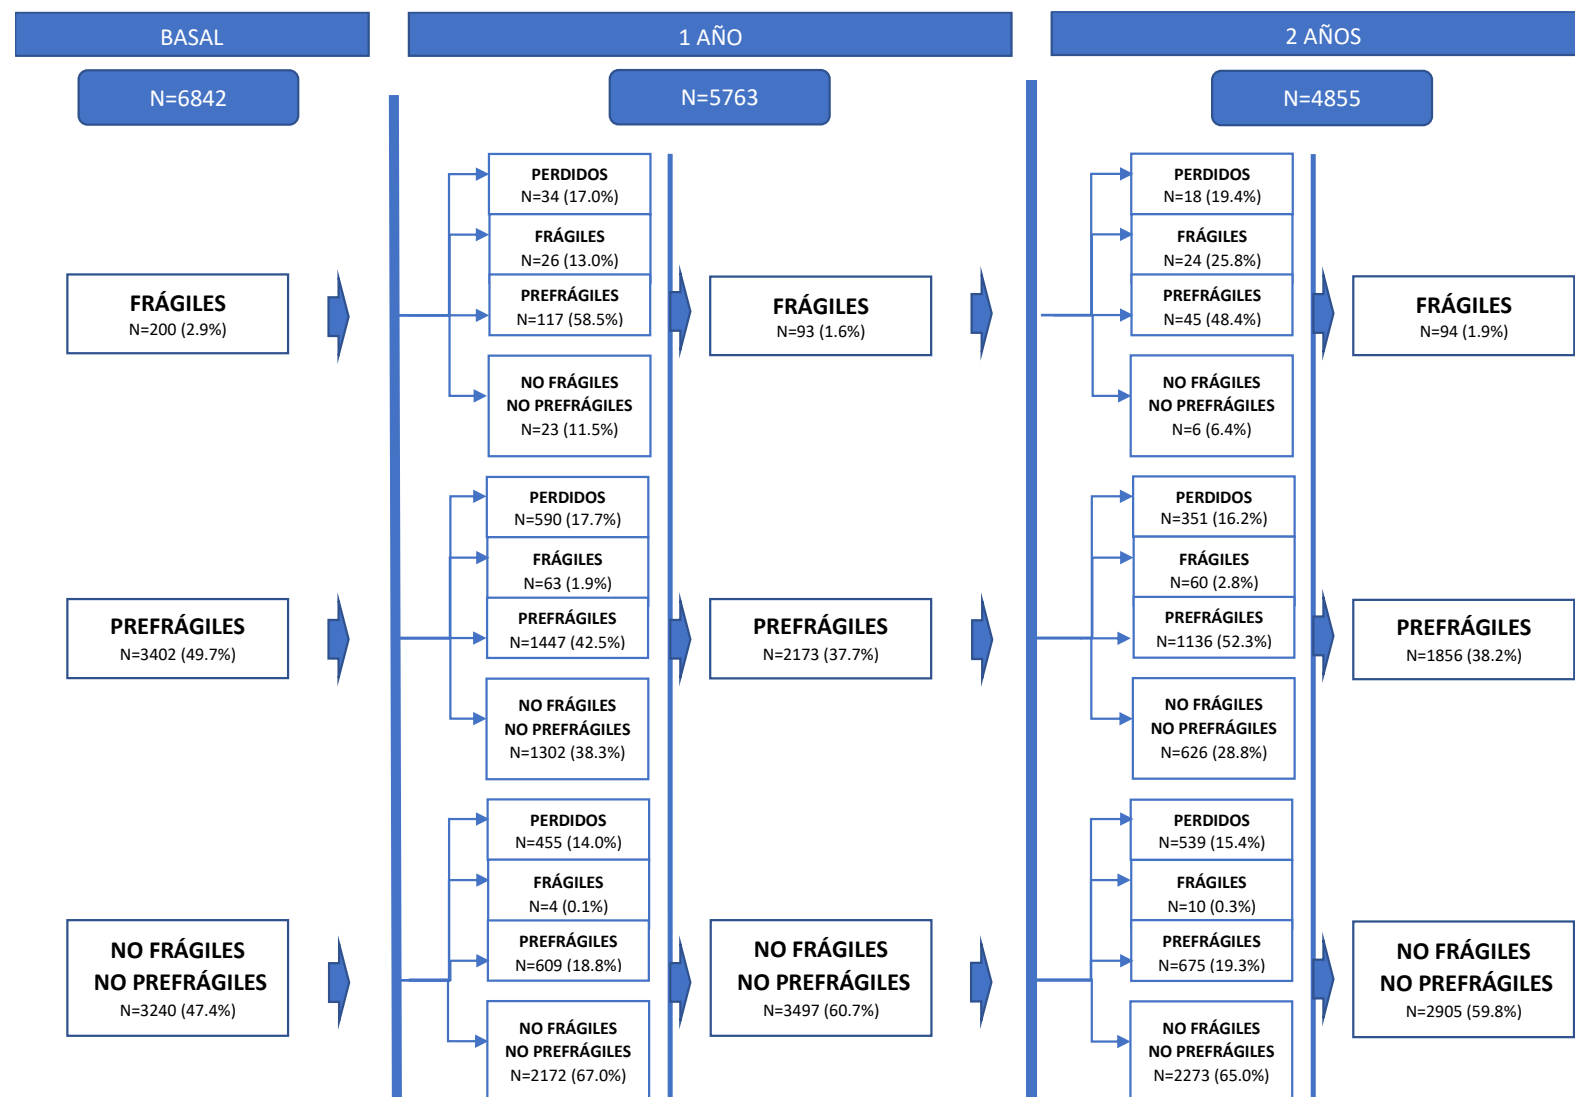 BASAL
1 AÑO
2 AÑOS
N=6842
N=5763
N=4855
FRÁGILES
N=200 (2.9%)
PREFRÁGILES
N=3402 (49.7%)
NO FRÁGILES
NO PREFRÁGILES
N=3240 (47.4%)
PERDIDOS
N=34 (17.0%)
FRÁGILES
N=26 (13.0%)
PREFRÁGILES
N=117 (58.5%)
NO FRÁGILES
NO PREFRÁGILES
N=23 (11.5%)
PERDIDOS
N=590 (17.7%)
FRÁGILES
N=63 (1.9%)
PREFRÁGILES
N=1447 (42.5%)
NO FRÁGILES
NO PREFRÁGILES
N=1302 (38.3%)
PERDIDOS
N=455 (14.0%)
FRÁGILES
N=4 (0.1%)
PREFRÁGILES
N=609 (18.8%)
NO FRÁGILES
NO PREFRÁGILES
N=2172 (67.0%)
FRÁGILES
N=93 (1.6%)
PREFRÁGILES
N=2173 (37.7%)
NO FRÁGILES
NO PREFRÁGILES
N=3497 (60.7%)
PERDIDOS
N=18 (19.4%)
FRÁGILES
N=24 (25.8%)
PREFRÁGILES
N=45 (48.4%)
NO FRÁGILES
NO PREFRÁGILES
N=6 (6.4%)
PERDIDOS
N=351 (16.2%)
FRÁGILES
N=60 (2.8%)
PREFRÁGILES
N=1136 (52.3%)
NO FRÁGILES
NO PREFRÁGILES
N=626 (28.8%)
PERDIDOS
N=539 (15.4%)
FRÁGILES
N=10 (0.3%)
PREFRÁGILES
N=675 (19.3%)
NO FRÁGILES
NO PREFRÁGILES
N=2273 (65.0%)
FRÁGILES
N=94 (1.9%)
PREFRÁGILES
N=1856 (38.2%)
NO FRÁGILES
NO PREFRÁGILES
N=2905 (59.8%)